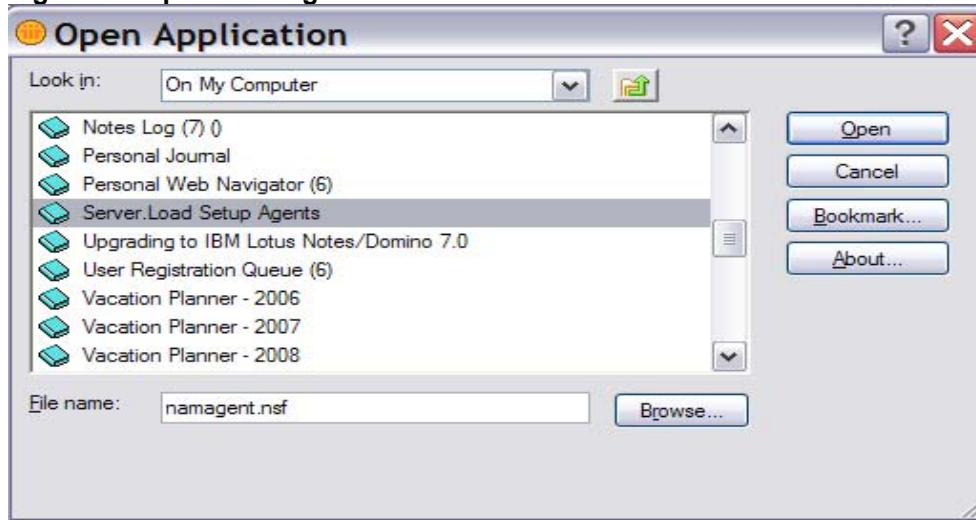 Open Application
Look in: On My Computer
Notes Log (7) ()
Personal Journal
Personal Web Navigator (6)
Server.Load Setup Agents
Upgrading to IBM Lotus Notes/Domino 7.0
User Registration Queue (6)
Vacation Planner - 2006
Vacation Planner - 2007
Vacation Planner - 2008
Open
Cancel
Bookmark...
About...
File name: namagent.nsf
Browse...